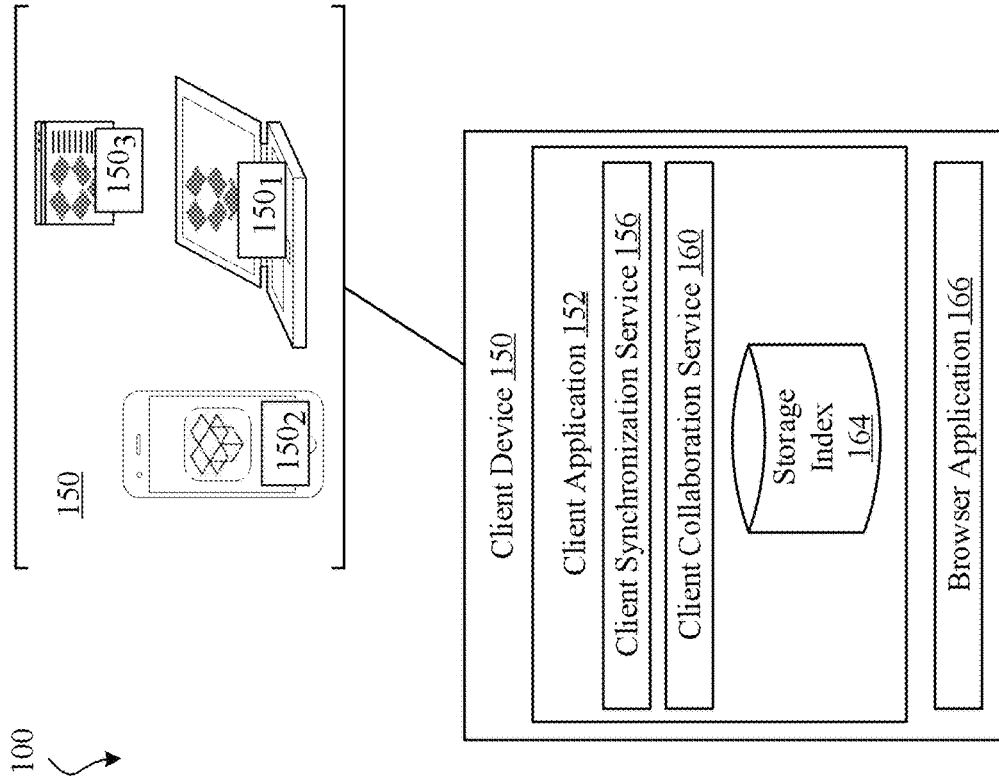 100
150
150₂
150₁
150₃
Client Device 150
Client Application 152
Client Synchronization Service 156
Client Collaboration Service 160
Storage
Index
164
Browser Application 166